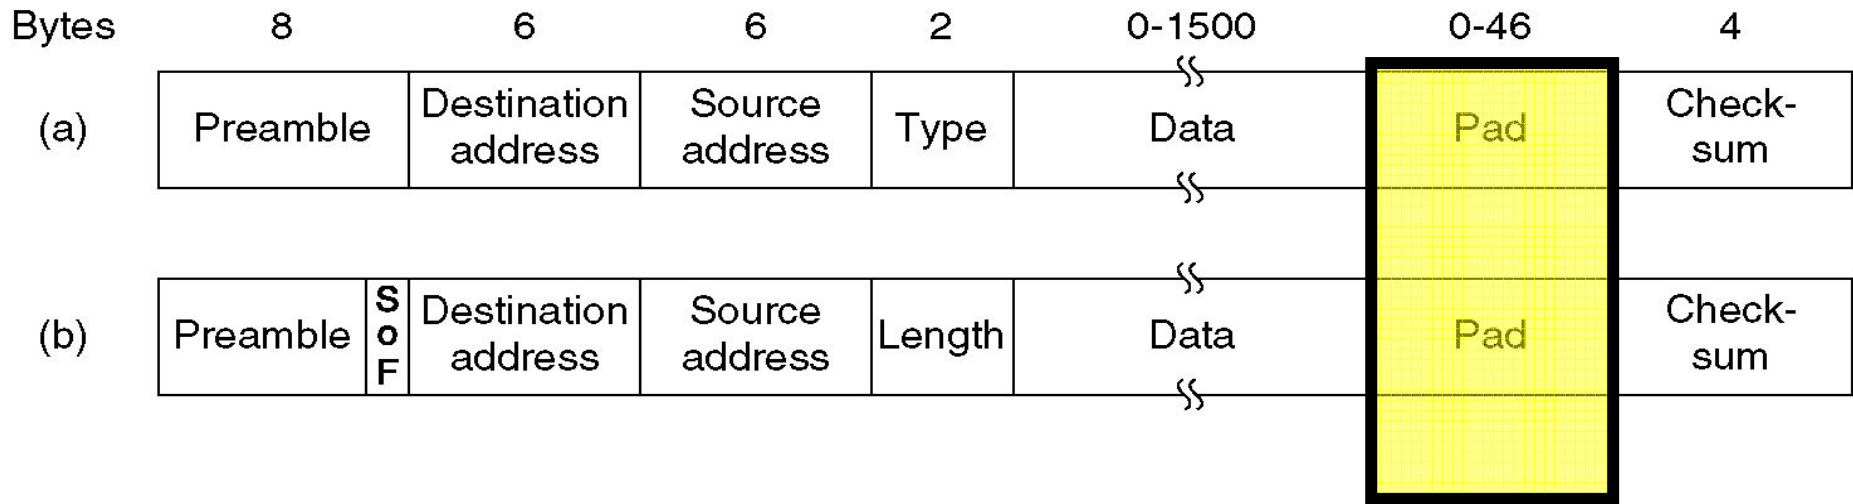 Bytes 8 6 6 2 0-1500 0-46 4
(a) Preamble Destination address Source address Type Data Pad Check-sum
(b) Preamble SoF Destination address Source address Length Data Pad Check-sum